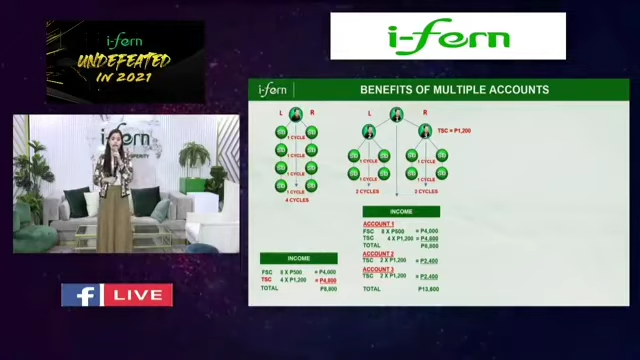 i-fern
UNDEFEATED
IN 2021
i-fern
i-fern
PERITY
f LIVE
i-fern
BENEFITS OF MULTIPLE ACCOUNTS
L R
1 CYCLE
1 CYCLE
1 CYCLE
1 CYCLE
4 CYCLES
L R
TSC = P1,200
1 CYCLE 1 CYCLE
1 CYCLE 1 CYCLE
2 CYCLES 2 CYCLES
INCOME
FSC 8 X P500 = P4,000
TSC 4 X P1,200 = P4,800
TOTAL P8,800
INCOME
ACCOUNT 1
FSC 8 X P500 = P4,000
TSC 4 X P1,200 = P4,800
TOTAL P8,800
ACCOUNT 2
TSC 2 X P1,200 = P2,400
ACCOUNT 3
TSC 2 X P1,200 = P2,400
TOTAL P13,600